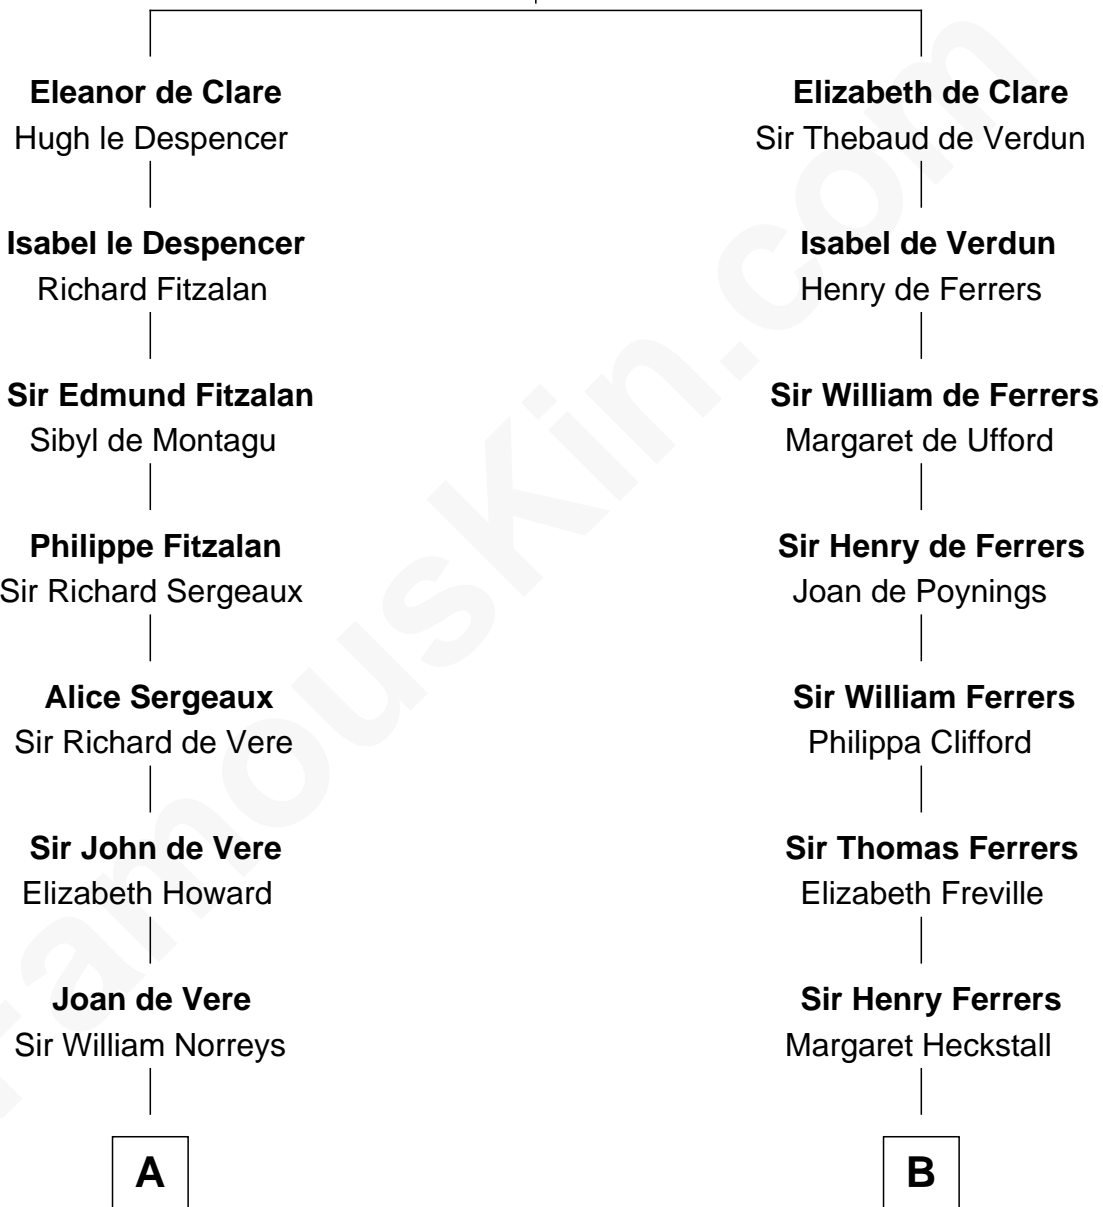 Eleanor de Clare
Hugh le Despencer
Isabel le Despencer
Richard Fitzalan
Sir Edmund Fitzalan
Sibyl de Montagu
Philippe Fitzalan
Sir Richard Sergeaux
Alice Sergeaux
Sir Richard de Vere
Sir John de Vere
Elizabeth Howard
Joan de Vere
Sir William Norreys
A
Elizabeth de Clare
Sir Thebaud de Verdun
Isabel de Verdun
Henry de Ferrers
Sir William de Ferrers
Margaret de Ufford
Sir Henry de Ferrers
Joan de Poynings
Sir William Ferrers
Philippa Clifford
Sir Thomas Ferrers
Elizabeth Freville
Sir Henry Ferrers
Margaret Heckstall
B
FamousKin.com